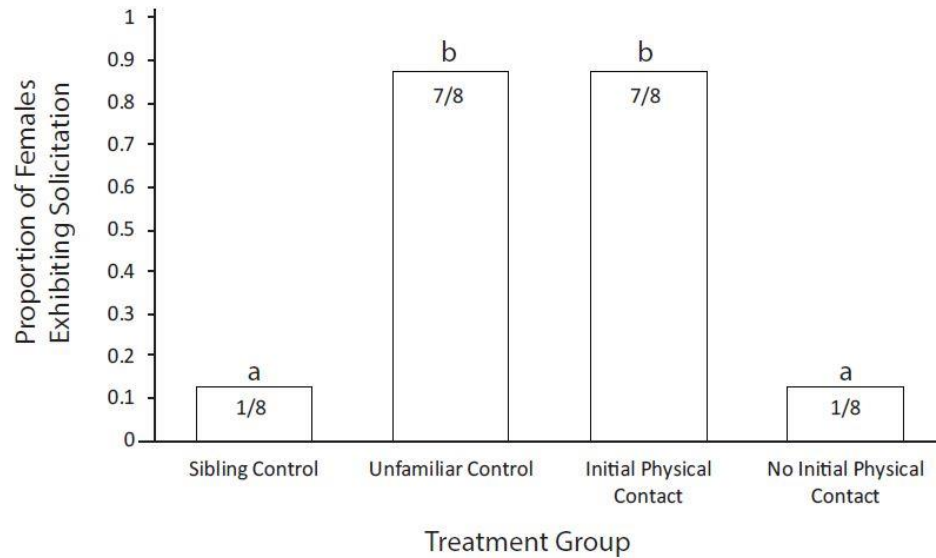 Proportion of Females
Exhibiting Solicitation
1
0.9
0.8
0.7
0.6
0.5
0.4
0.3
0.2
0.1
0
a
1/8
b
7/8
b
7/8
a
1/8
Sibling Control
Unfamiliar Control
Initial Physical
Contact
No Initial Physical
Contact
Treatment Group